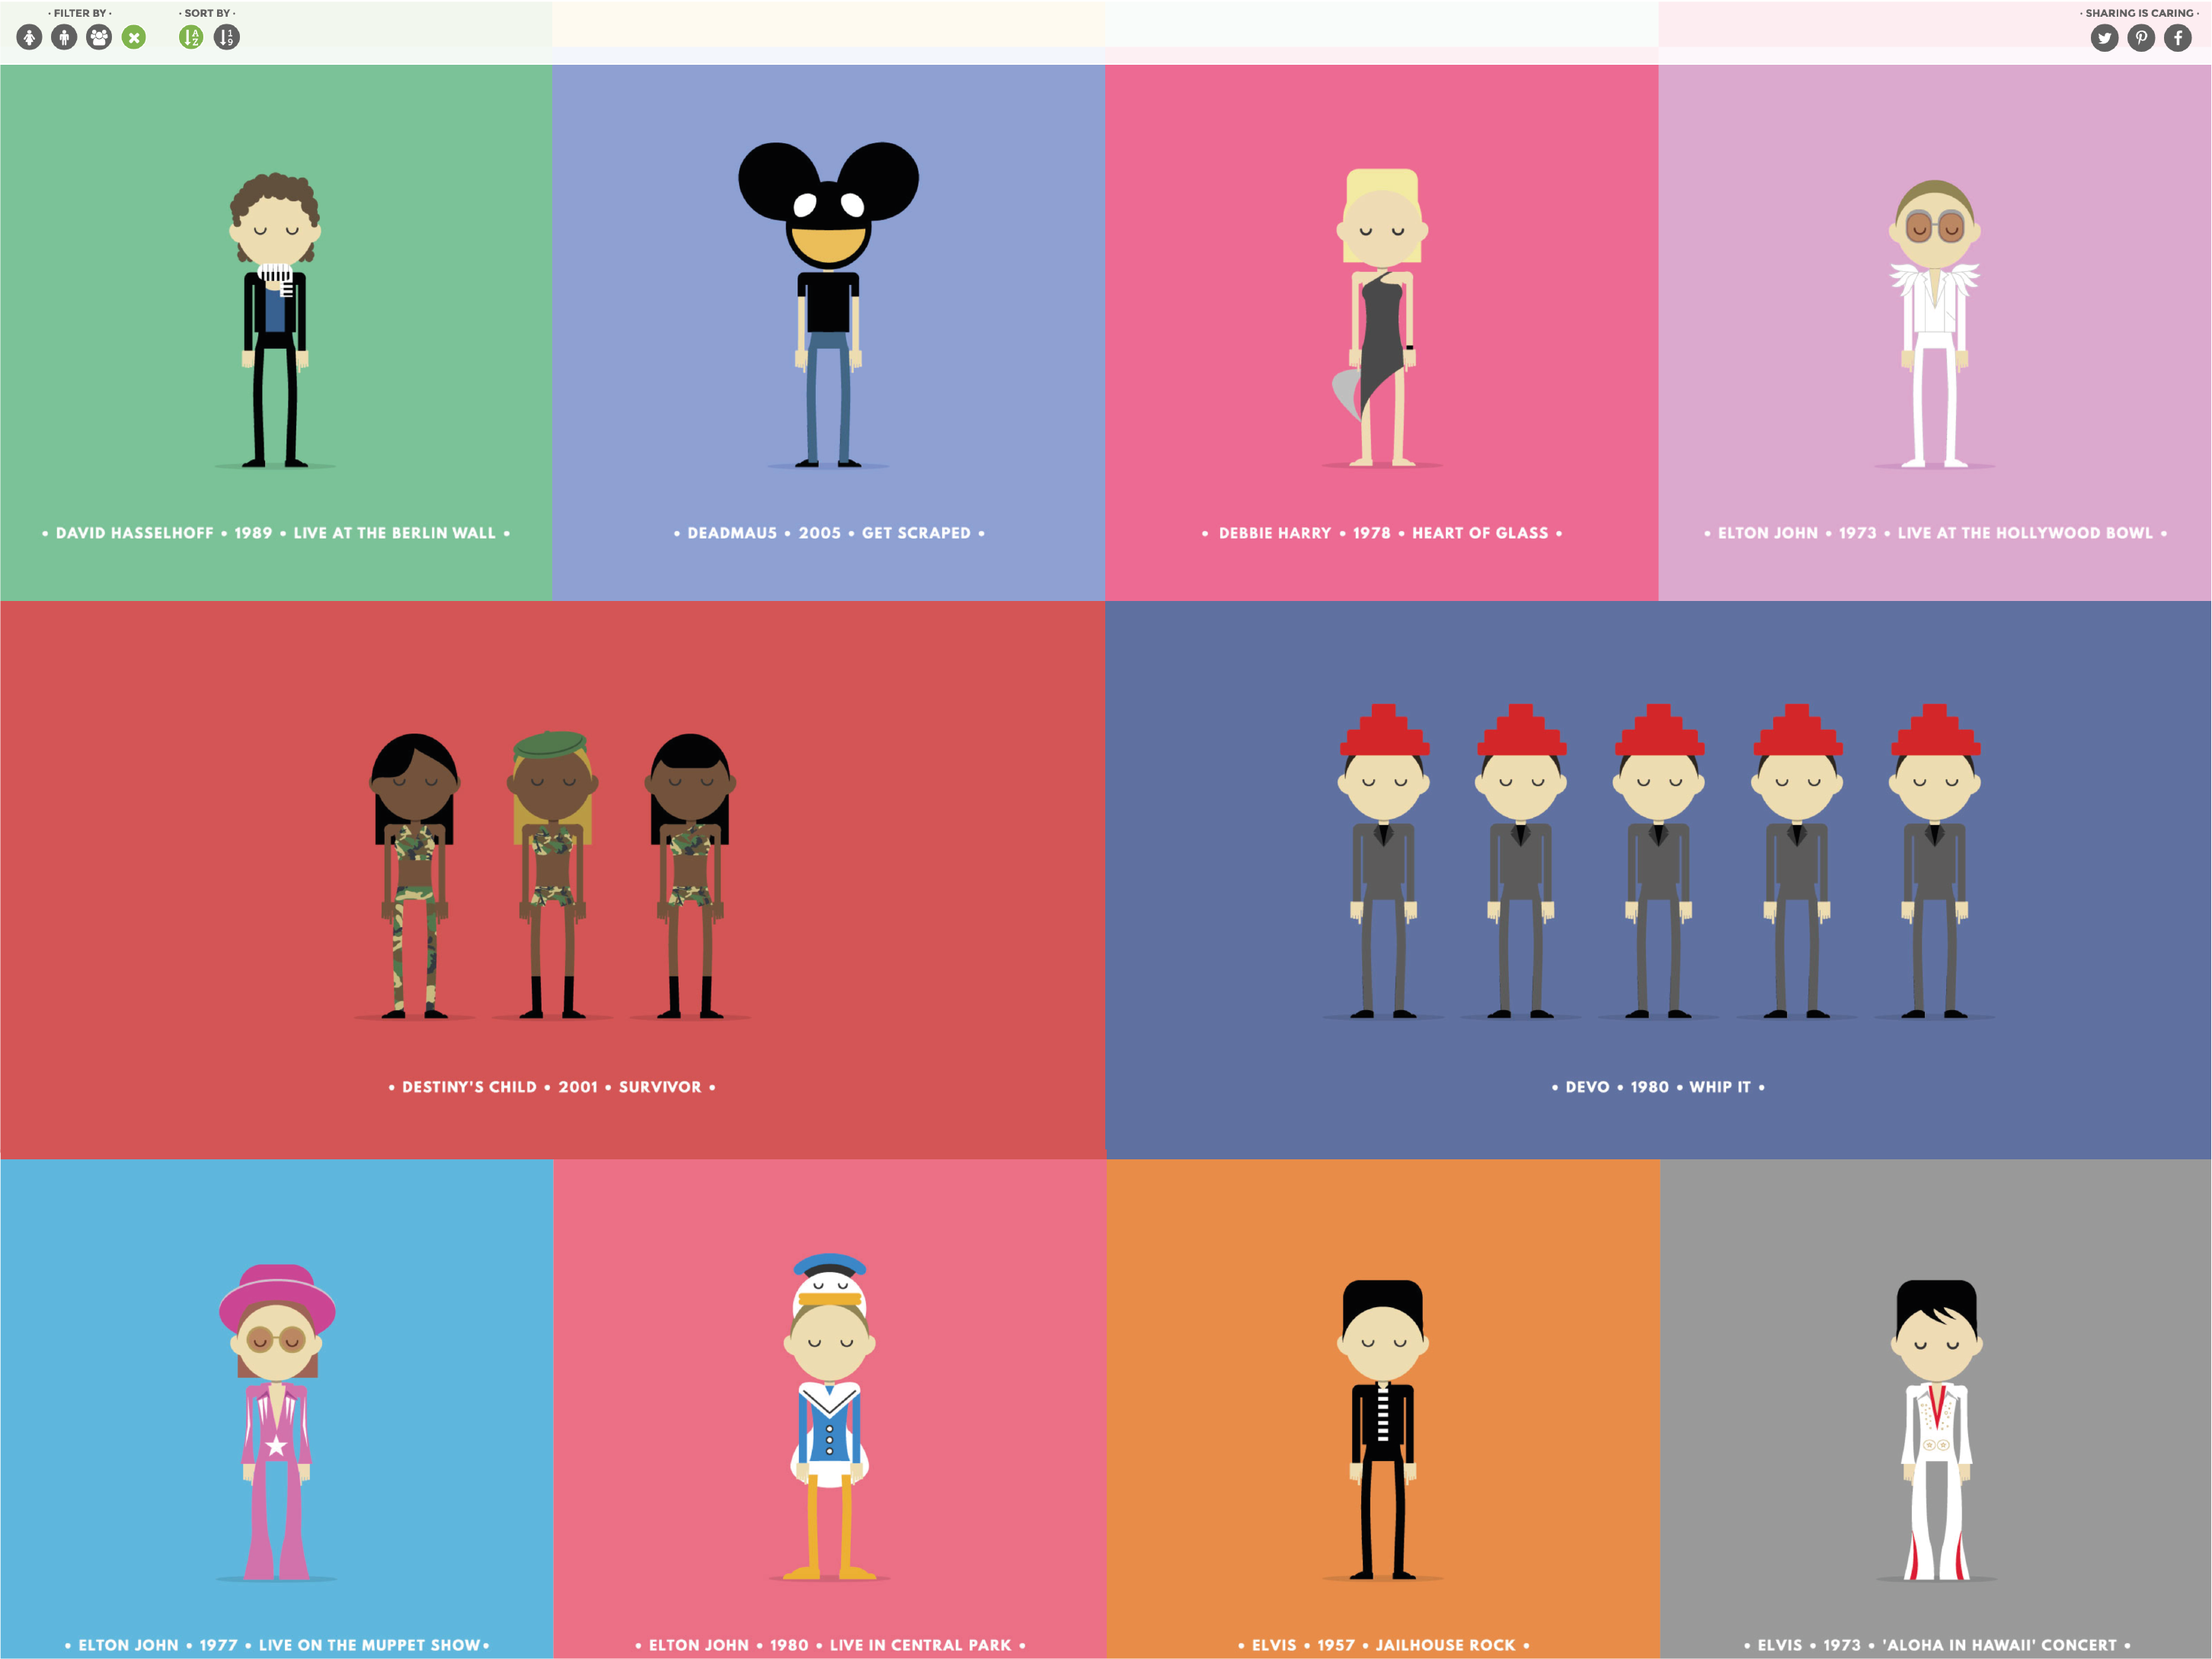 · FILTER BY ·
· SORT BY ·
· SHARING IS CARING ·
A
Z
1
9
• DAVID HASSELHOFF • 1989 • LIVE AT THE BERLIN WALL •
• DEADMAU5 • 2005 • GET SCRAPED •
• DEBBIE HARRY • 1978 • HEART OF GLASS •
• ELTON JOHN • 1973 • LIVE AT THE HOLLYWOOD BOWL •
• DESTINY'S CHILD • 2001 • SURVIVOR •
• DEVO • 1980 • WHIP IT •
• ELTON JOHN • 1977 • LIVE ON THE MUPPET SHOW•
• ELTON JOHN • 1980 • LIVE IN CENTRAL PARK •
• ELVIS • 1957 • JAILHOUSE ROCK •
• ELVIS • 1973 • 'ALOHA IN HAWAII' CONCERT •